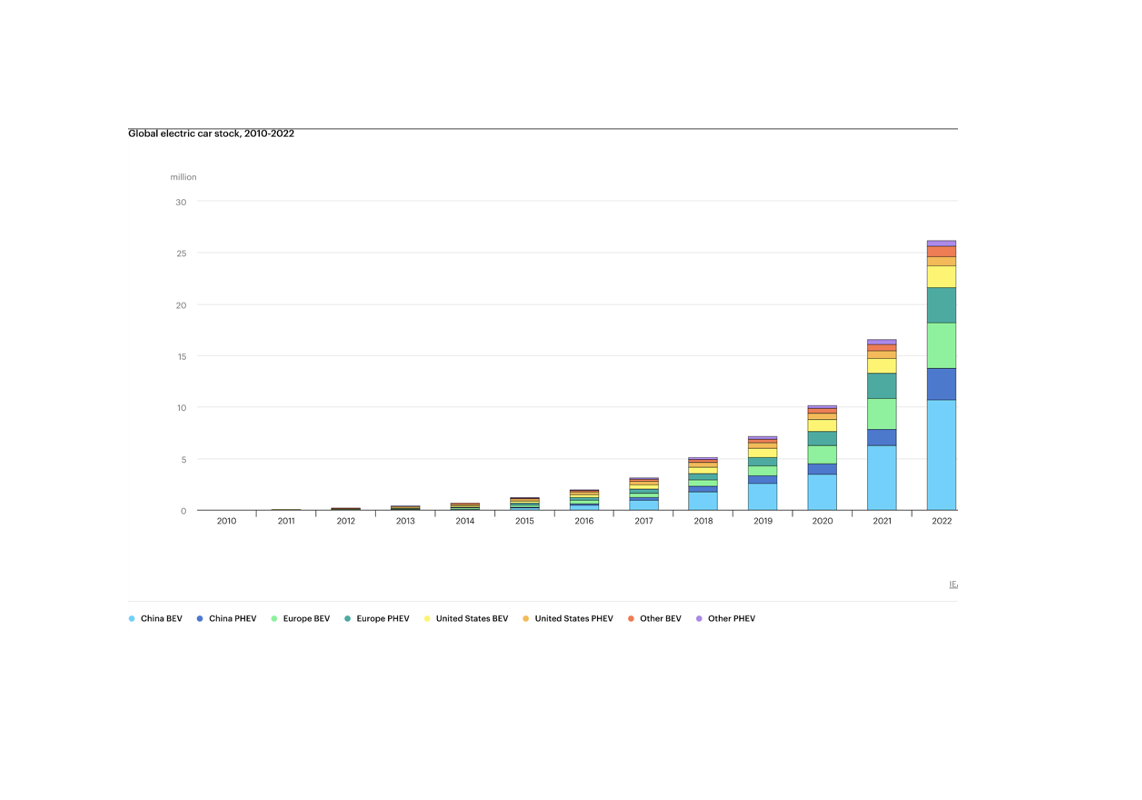 Global electric car stock, 2010-2022
million
30
25
20
15
10
5
0
2010 2011 2012 2013 2014 2015 2016 2017 2018 2019 2020 2021 2022
China BEV China PHEV Europe BEV Europe PHEV United States BEV United States PHEV Other BEV Other PHEV